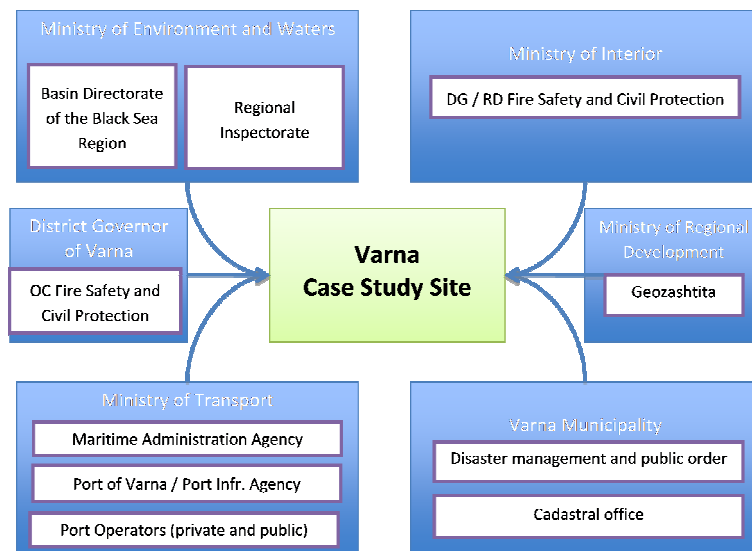 Ministry of Environment and Waters
Basin Directorate
of the Black Sea
Region
Regional
Inspectorate
Ministry of Interior
DG / RD Fire Safety and Civil Protection
District Governor
of Varna
OC Fire Safety and
Civil Protection
Varna
Case Study Site
Ministry of Regional
Development
Geozashtita
Ministry of Transport
Maritime Administration Agency
Port of Varna / Port Infr. Agency
Port Operators (private and public)
Varna Municipality
Disaster management and public order
Cadastral office